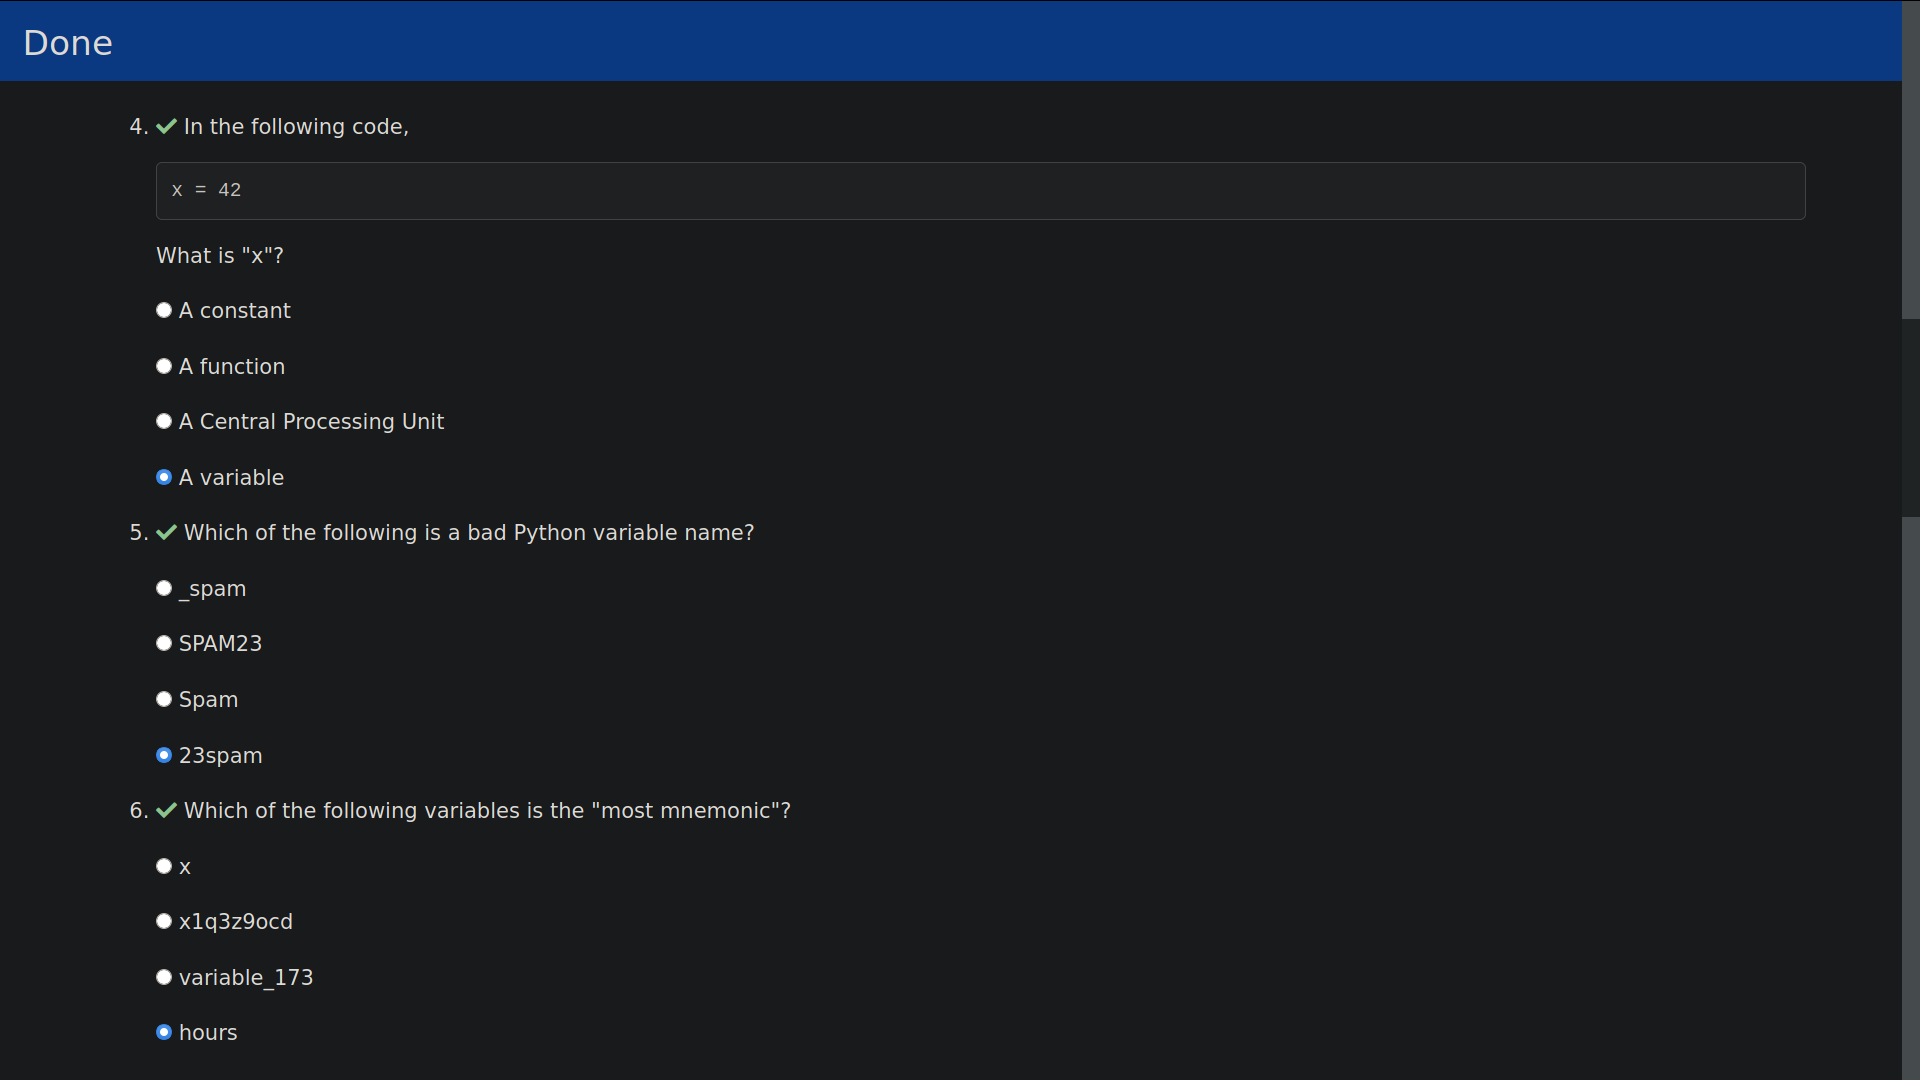 Done
4. ✔ In the following code,
x = 42
What is "x"?
A constant
A function
A Central Processing Unit
A variable
5. ✔ Which of the following is a bad Python variable name?
_spam
SPAM23
Spam
23spam
6. ✔ Which of the following variables is the "most mnemonic"?
x
x1q3z9ocd
variable_173
hours